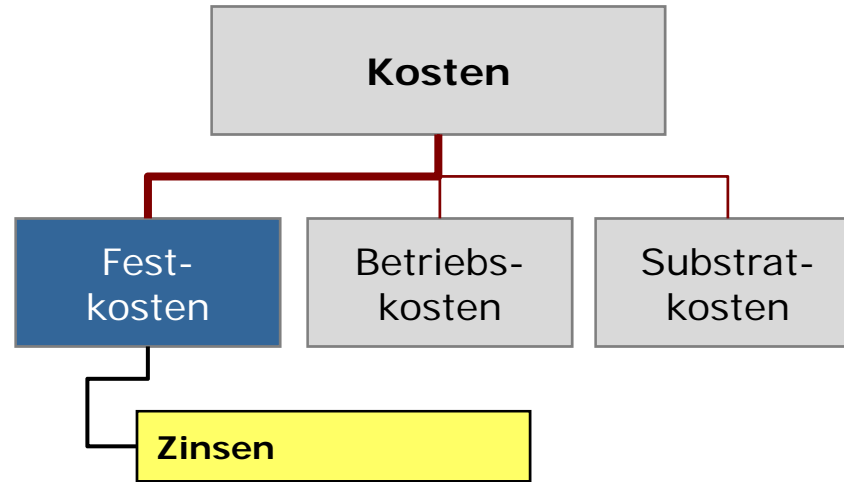 Kosten
Fest-
kosten
Betriebs-
kosten
Substrat-
kosten
Zinsen